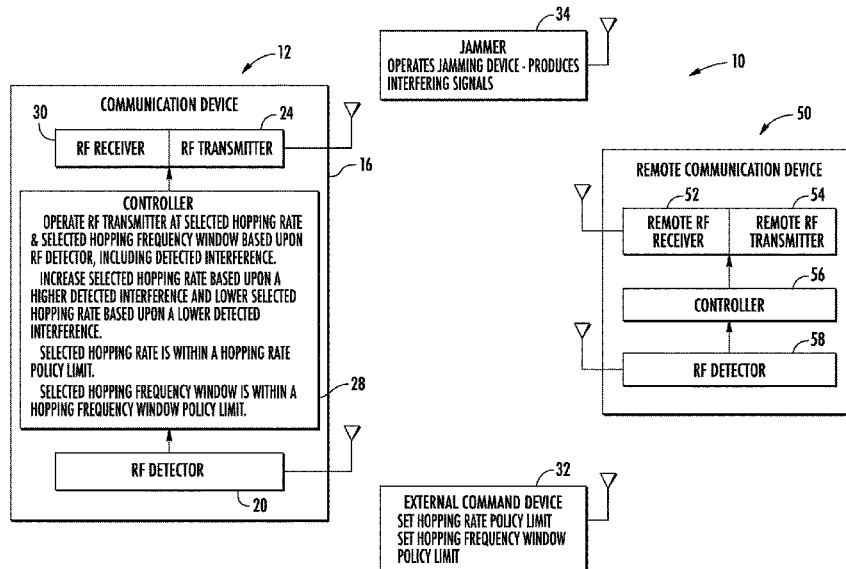 34
JAMMER
OPERATES JAMMING DEVICE - PRODUCES
INTERFERING SIGNALS
10
12
COMMUNICATION DEVICE
30
24
RF RECEIVER
RF TRANSMITTER
16
CONTROLLER
OPERATE RF TRANSMITTER AT SELECTED HOPPING RATE
& SELECTED HOPPING FREQUENCY WINDOW BASED UPON
RF DETECTOR, INCLUDING DETECTED INTERFERENCE.
INCREASE SELECTED HOPPING RATE BASED UPON A
HIGHER DETECTED INTERFERENCE AND LOWER SELECTED
HOPPING RATE BASED UPON A LOWER DETECTED
INTERFERENCE.
SELECTED HOPPING RATE IS WITHIN A HOPPING RATE
POLICY LIMIT.
SELECTED HOPPING FREQUENCY WINDOW IS WITHIN A
HOPPING FREQUENCY WINDOW POLICY LIMIT.
28
RF DETECTOR
20
50
REMOTE COMMUNICATION DEVICE
52
54
REMOTE RF
RECEIVER
REMOTE RF
TRANSMITTER
56
CONTROLLER
58
RF DETECTOR
32
EXTERNAL COMMAND DEVICE
SET HOPPING RATE POLICY LIMIT
SET HOPPING FREQUENCY WINDOW
POLICY LIMIT